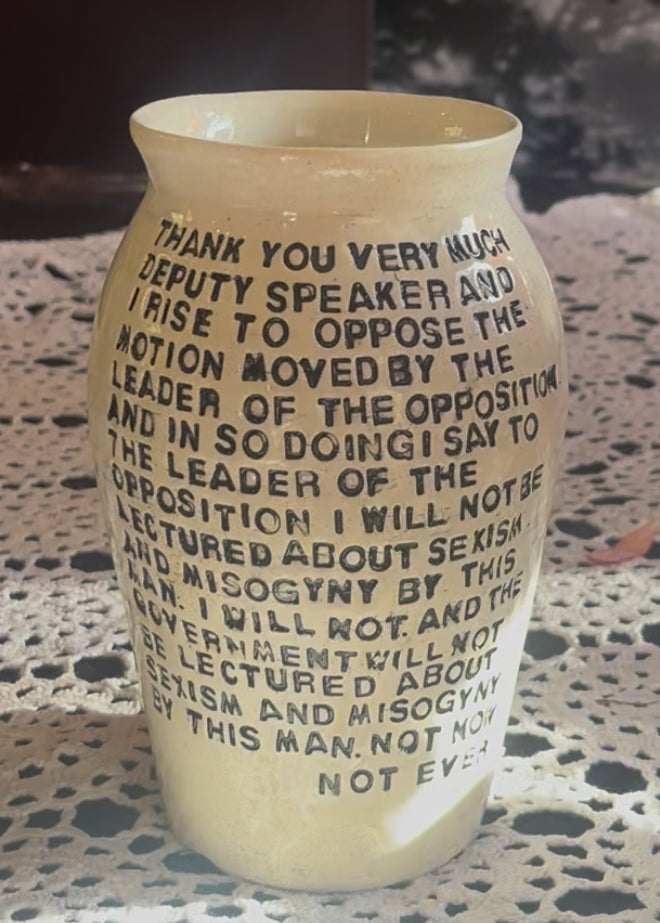 THANK YOU VERY MUCH
DEPUTY SPEAKER AND
I RISE TO OPPOSE THE
MOTION MOVED BY THE
LEADER OF THE OPPOSITION
AND IN SO DOING I SAY TO
THE LEADER OF THE
OPPOSITION I WILL NOT BE
LECTURED ABOUT SEXISM
AND MISOGYNY BY THIS
MAN. I WILL NOT. AND THE
GOVERNMENT WILL NOT
BE LECTURED ABOUT
SEXISM AND MISOGYNY
BY THIS MAN. NOT NOW
NOT EVER